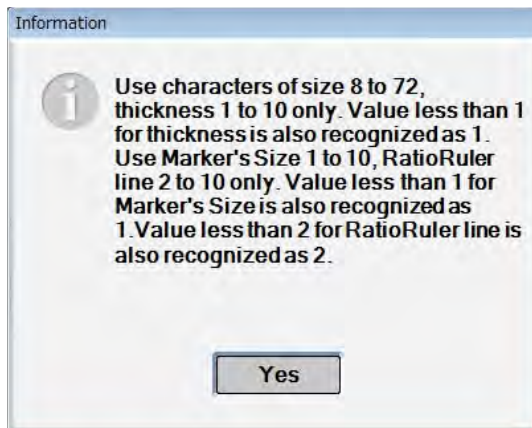 Information
Use characters of size 8 to 72,
thickness 1 to 10 only. Value less than 1
for thickness is also recognized as 1.
Use Marker's Size 1 to 10, RatioRuler
line 2 to 10 only. Value less than 1 for
Marker's Size is also recognized as
1.Value less than 2 for RatioRuler line is
also recognized as 2.
Yes